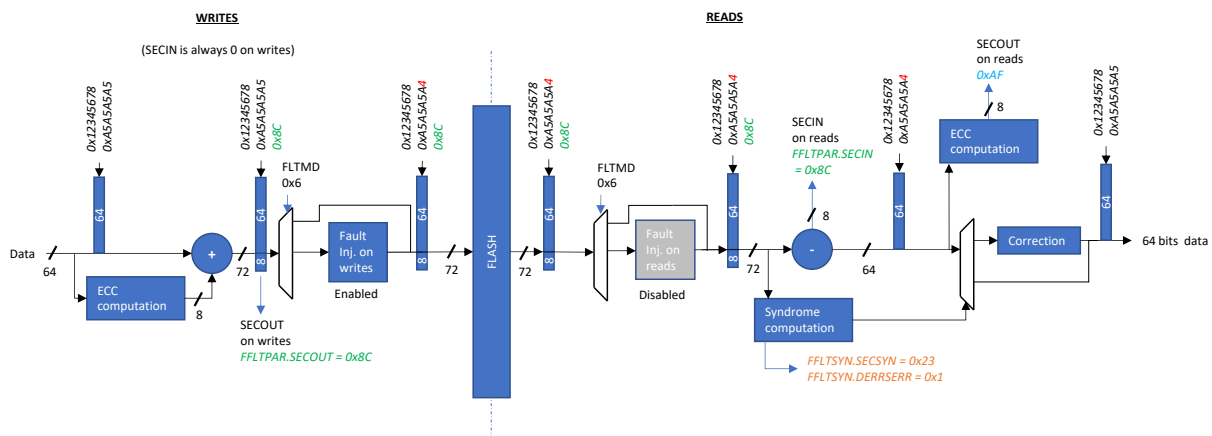 WRITES
(SECIN is always 0 on writes)
0x12345678
0xA5A5A5A5
64
Data
64
ECC
computation
8
+
0x12345678
0xA5A5A5A5
0x8C
64
8
72
SECOUT
on writes
FFLTPAR.SECOUT = 0x8C
FLTMD
0x6
Fault
Inj. on
writes
Enabled
0x12345678
0xA5A5A5A4
0x8C
64
8
72
FLASH
READS
72
0x12345678
0xA5A5A5A4
0x8C
64
8
FLTMD
0x6
Fault
Inj. on
reads
Disabled
0x12345678
0xA5A5A5A4
0x8C
64
8
72
SECIN
on reads
FFLTPAR.SECIN
= 0x8C
8
-
Syndrome
computation
FFLTSYN.SECSYN = 0x23
FFLTSYN.DERRSERR = 0x1
64
0x12345678
0xA5A5A5A4
64
SECOUT
on reads
0xAF
8
ECC
computation
Correction
0x12345678
0xA5A5A5A5
64
64 bits data